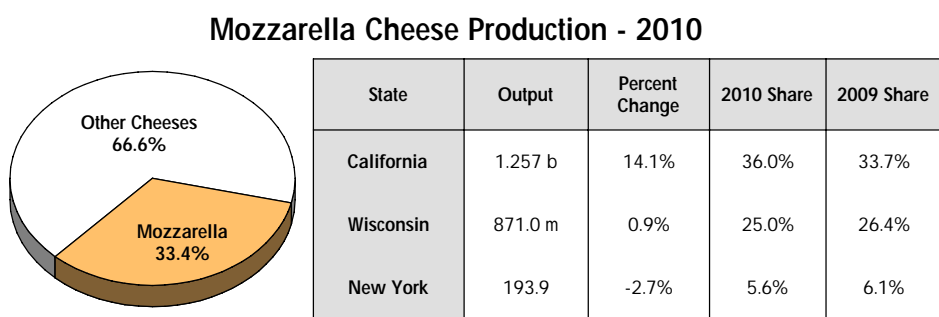 Mozzarella Cheese Production - 2010
Other Cheeses
66.6%
Mozzarella
33.4%
State Output Percent Change 2010 Share 2009 Share
California 1.257 b 14.1% 36.0% 33.7%
Wisconsin 871.0 m 0.9% 25.0% 26.4%
New York 193.9 -2.7% 5.6% 6.1%